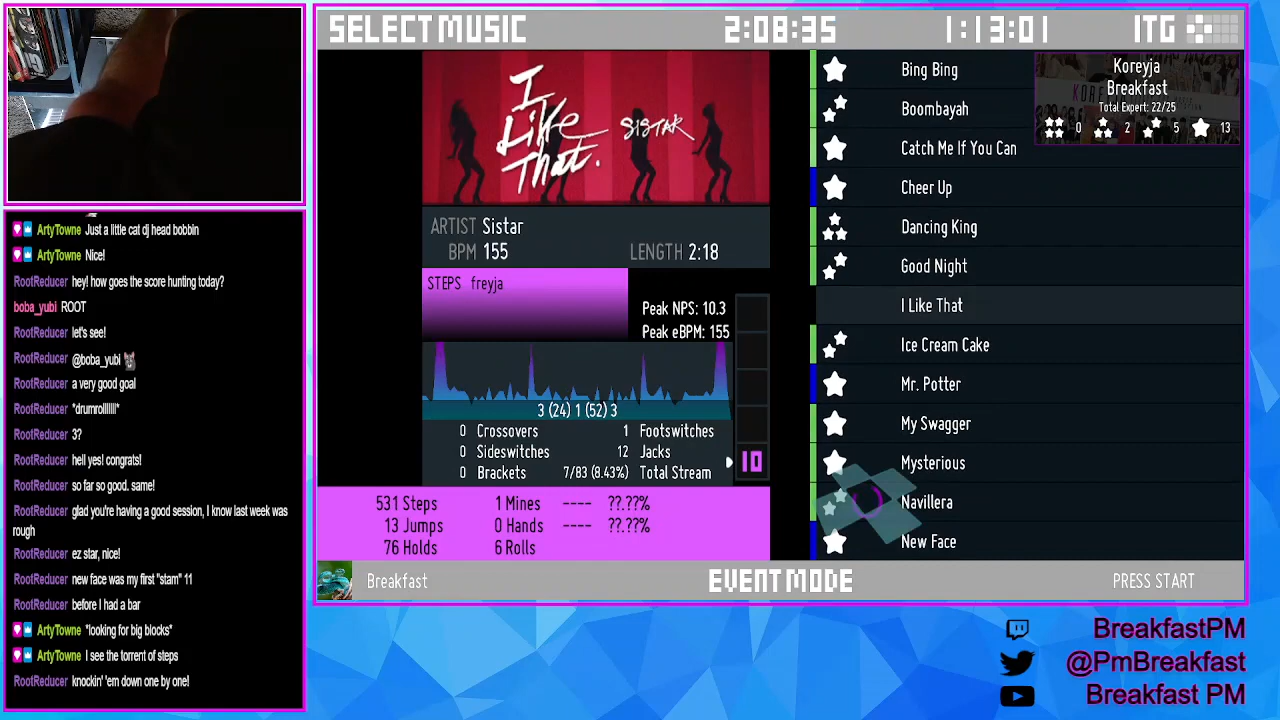 SELECT MUSIC
2:08:35
1:13:01
ITG
I
Like
That.
SISTAR
ARTIST Sistar
BPM 155
LENGTH 2:18
STEPS freyja
Peak NPS: 10.3
Peak eBPM: 155
3 (24) 1 (52) 3
0 Crossovers 1 Footswitches
0 Sideswitches 12 Jacks
0 Brackets 7/83 (8.43%) Total Stream
10
531 Steps 1 Mines ---- ??.??%
13 Jumps 0 Hands ---- ??.??%
76 Holds 6 Rolls
Bing Bing
Boombayah
Catch Me If You Can
Cheer Up
Dancing King
Good Night
I Like That
Ice Cream Cake
Mr. Potter
My Swagger
Mysterious
Navillera
New Face
Koreyja
Breakfast
Total Expert: 22/25
0 2 5 13
Breakfast
EVENT MODE
PRESS START
ArtyTowne Just a little cat dj head bobbin
ArtyTowne Nice!
RootReducer hey! how goes the score hunting today?
boba_yubi ROOT
RootReducer let's see!
RootReducer @boba_yubi
RootReducer a very good goal
RootReducer *drumrolllllll*
RootReducer 3?
RootReducer hell yes! congrats!
RootReducer so far so good. same!
RootReducer glad you're having a good session, I know last week was
rough
RootReducer ez star, nice!
RootReducer new face was my first "stam" 11
RootReducer before I had a bar
ArtyTowne *looking for big blocks*
ArtyTowne I see the torrent of steps
RootReducer knockin' 'em down one by one!
BreakfastPM
@PmBreakfast
Breakfast PM